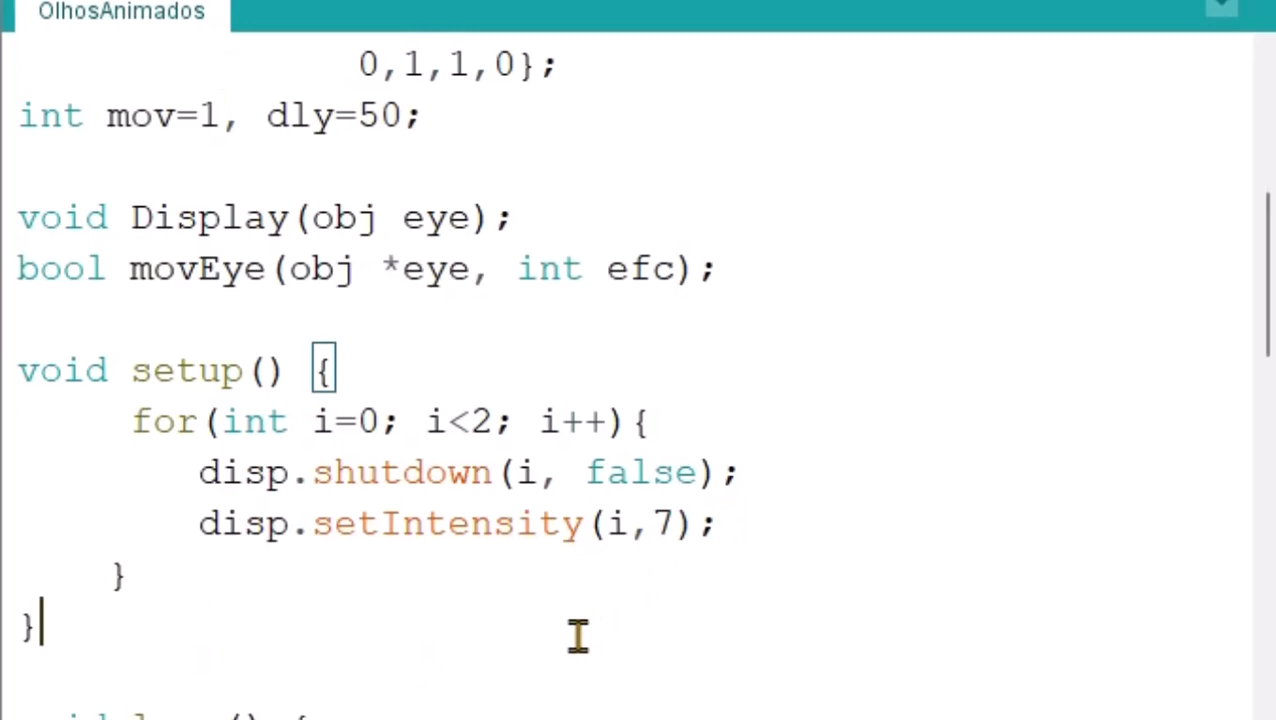 OlhosAnimados
0,1,1,0};
int mov=1, dly=50;
void Display(obj eye);
bool movEye(obj *eye, int efc);
void setup() {
for(int i=0; i<2; i++){
disp.shutdown(i, false);
disp.setIntensity(i,7);
}
}